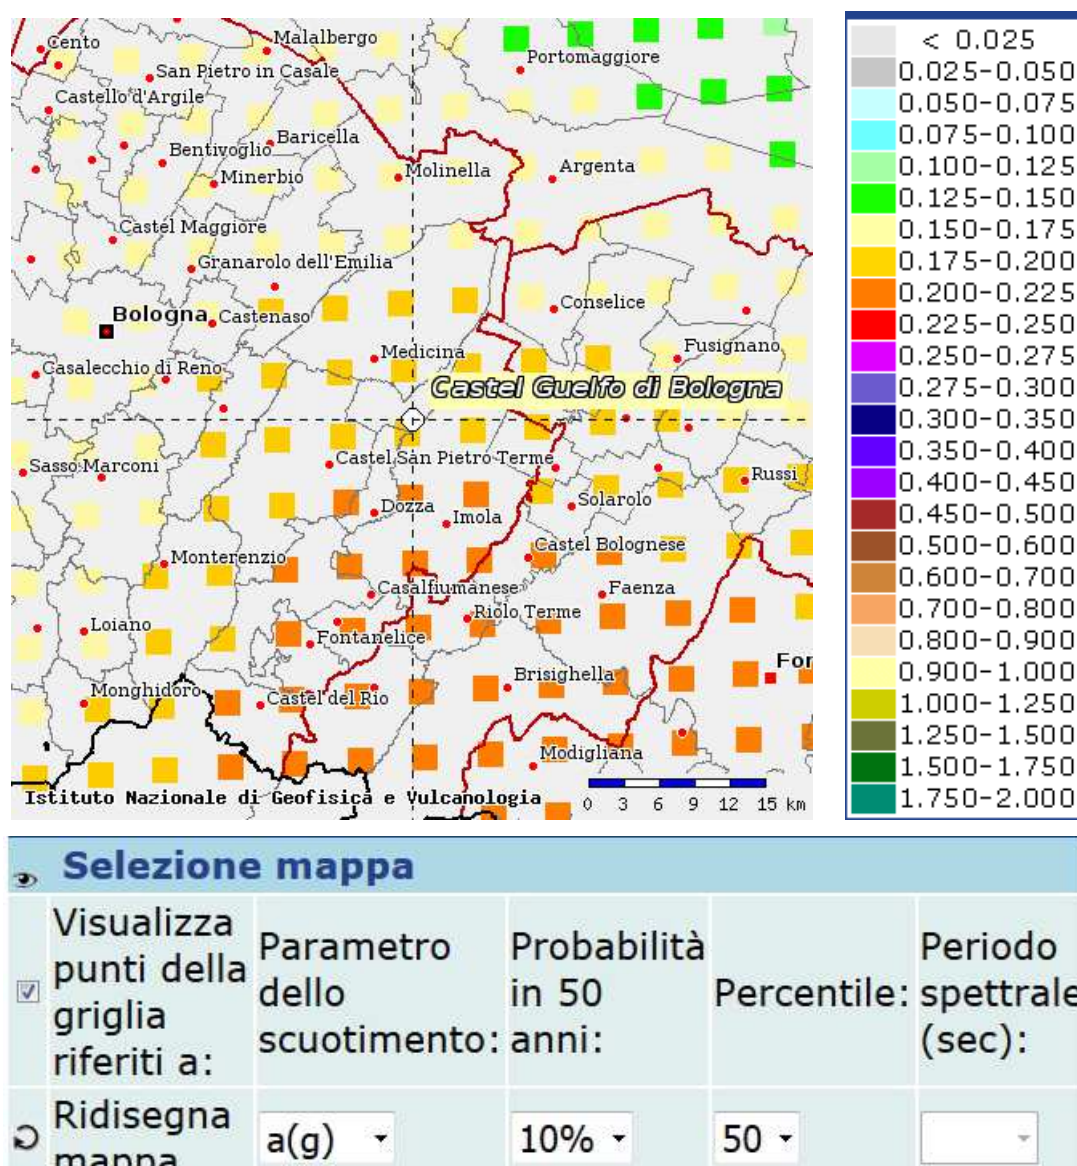 Cento
Malalbergo
Portomaggiore
San Pietro in Casale
Castello d'Argile
Baricella
Bentivoglio
Minerbio
Molinella
Argenta
Castel Maggiore
Granarolo dell'Emilia
Bologna
Castenaso
Conselice
Medicina
Fusignano
Casalecchio di Reno
Castel Guelfo di Bologna
Sasso Marconi
Castel San Pietro Terme
Russi
Dozza
Solarolo
Imola
Monterenzio
Castel Bolognese
Casalfiumanese
Faenza
Loiano
Riolo Terme
Fontanelice
For
Monghidoro
Castel del Rio
Brisighella
Modigliana
Istituto Nazionale di Geofisica e Vulcanologia
0 3 6 9 12 15 km
< 0.025
0.025-0.050
0.050-0.075
0.075-0.100
0.100-0.125
0.125-0.150
0.150-0.175
0.175-0.200
0.200-0.225
0.225-0.250
0.250-0.275
0.275-0.300
0.300-0.350
0.350-0.400
0.400-0.450
0.450-0.500
0.500-0.600
0.600-0.700
0.700-0.800
0.800-0.900
0.900-1.000
1.000-1.250
1.250-1.500
1.500-1.750
1.750-2.000
Selezione mappa
Visualizza
punti della
griglia
riferiti a:
Parametro
dello
scuotimento:
Probabilità
in 50
anni:
Percentile:
Periodo
spettrale
(sec):
Ridisegna
mappa
a(g)
10%
50